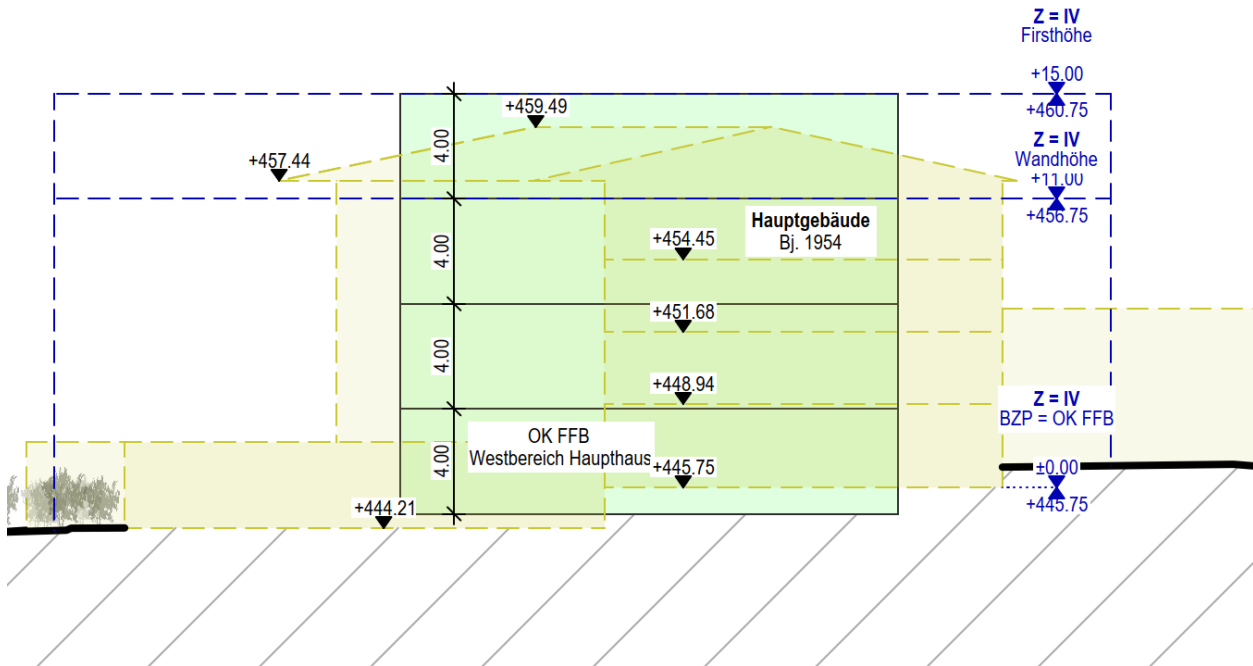 Z = IV
Firsthöhe
+15.00
+460.75
+459.49
4.00
+457.44
Z = IV
Wandhöhe
+11.00
+456.75
Hauptgebäude
Bj. 1954
+454.45
4.00
+451.68
4.00
+448.94
Z = IV
BZP = OK FFB
OK FFB
Westbereich Haupthaus
4.00
+445.75
±0.00
+445.75
+444.21